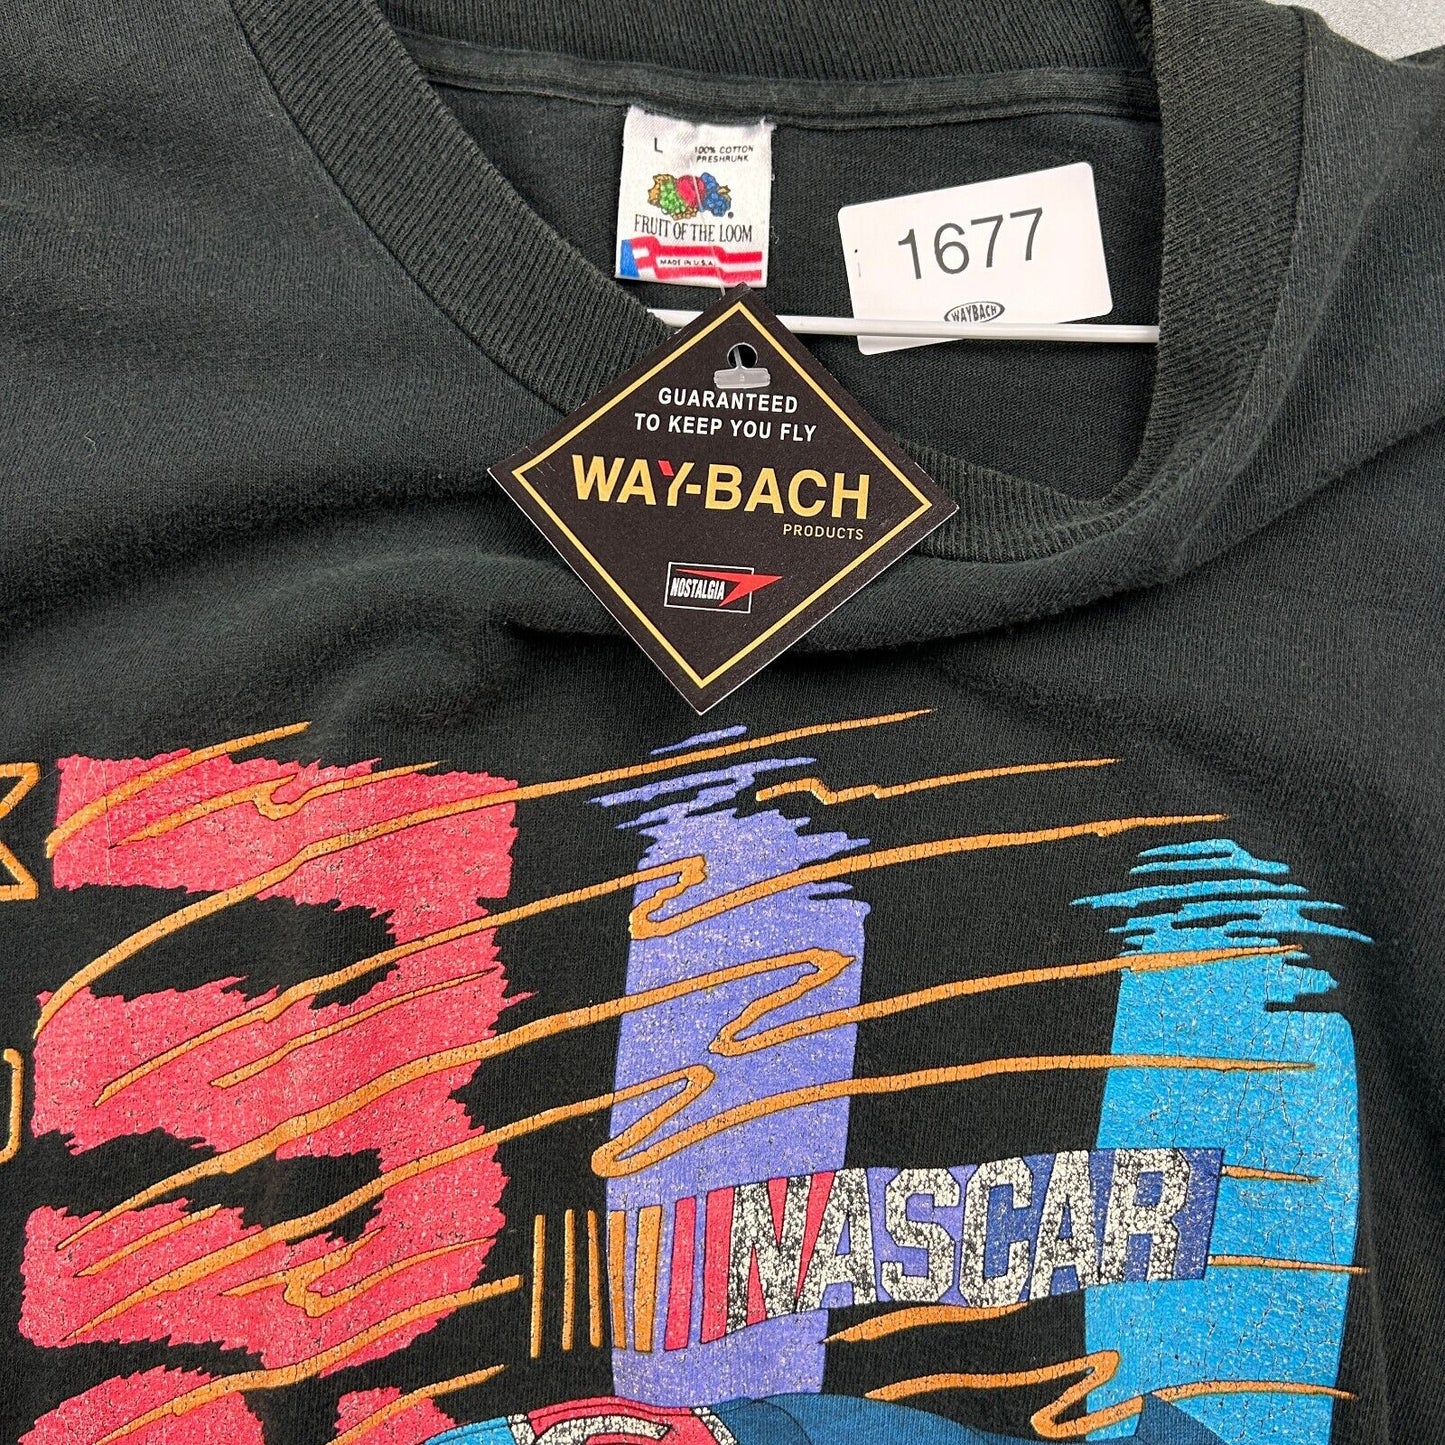 L
100% COTTON
PRESHRUNK
FRUIT OF THE LOOM
MADE IN U.S.A.
1677
WAYBACH
GUARANTEED
TO KEEP YOU FLY
WAY-BACH
PRODUCTS
NOSTALGIA
NASCAR